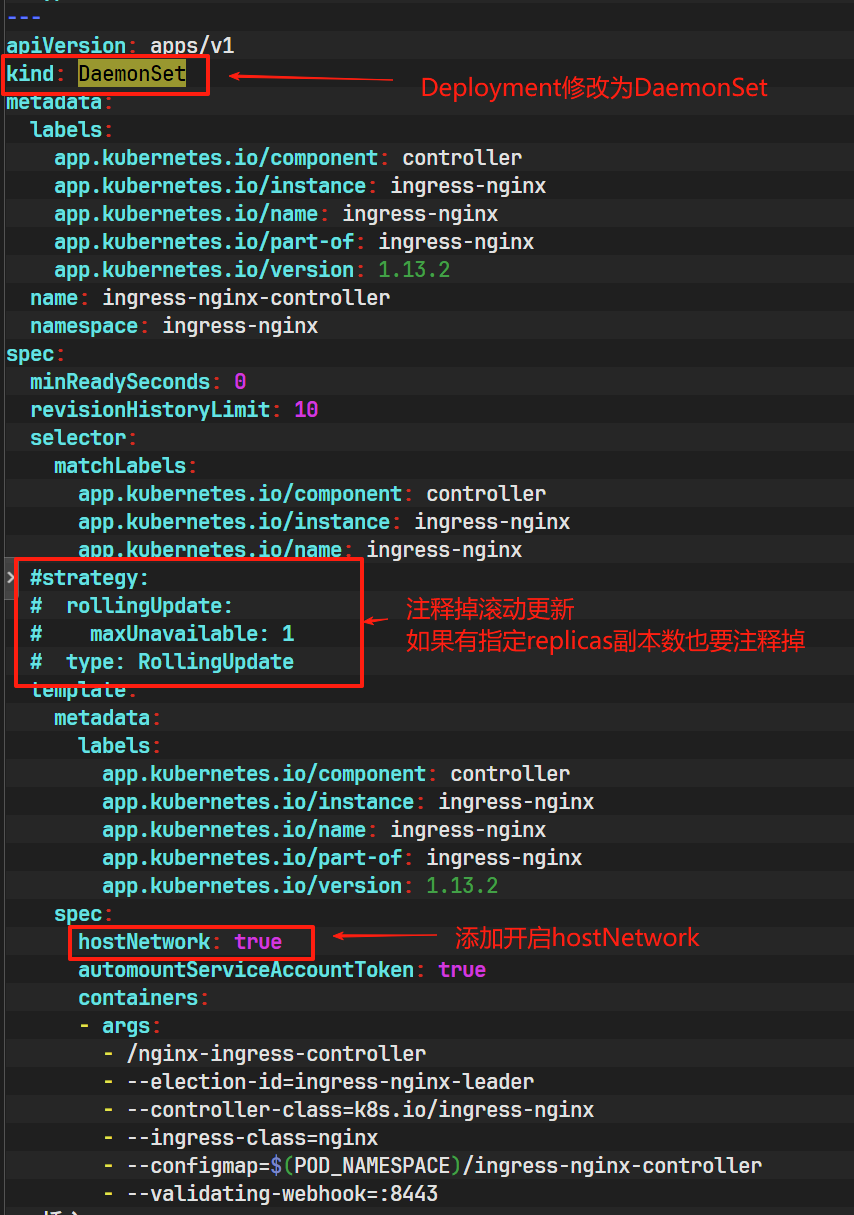 ---
apiVersion: apps/v1
kind: DaemonSet
Deployment修改为DaemonSet
metadata:
  labels:
    app.kubernetes.io/component: controller
    app.kubernetes.io/instance: ingress-nginx
    app.kubernetes.io/name: ingress-nginx
    app.kubernetes.io/part-of: ingress-nginx
    app.kubernetes.io/version: 1.13.2
  name: ingress-nginx-controller
  namespace: ingress-nginx
spec:
  minReadySeconds: 0
  revisionHistoryLimit: 10
  selector:
    matchLabels:
      app.kubernetes.io/component: controller
      app.kubernetes.io/instance: ingress-nginx
      app.kubernetes.io/name: ingress-nginx
  #strategy:
  #  rollingUpdate:
  #    maxUnavailable: 1
  #  type: RollingUpdate
注释掉滚动更新
如果有指定replicas副本数也要注释掉
  template:
    metadata:
      labels:
        app.kubernetes.io/component: controller
        app.kubernetes.io/instance: ingress-nginx
        app.kubernetes.io/name: ingress-nginx
        app.kubernetes.io/part-of: ingress-nginx
        app.kubernetes.io/version: 1.13.2
    spec:
      hostNetwork: true
添加开启hostNetwork
      automountServiceAccountToken: true
      containers:
      - args:
        - /nginx-ingress-controller
        - --election-id=ingress-nginx-leader
        - --controller-class=k8s.io/ingress-nginx
        - --ingress-class=nginx
        - --configmap=$(POD_NAMESPACE)/ingress-nginx-controller
        - --validating-webhook=:8443